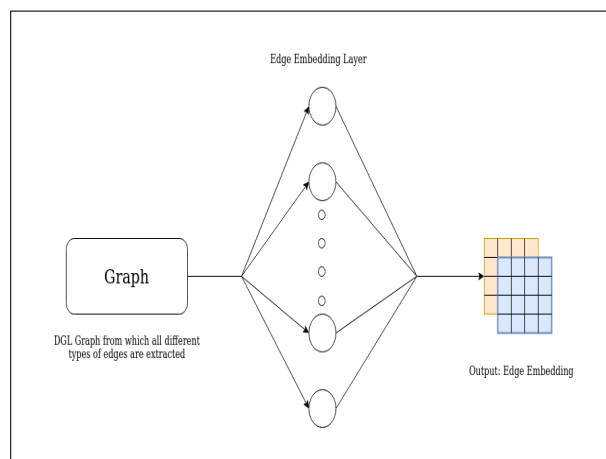 Edge Embedding Layer
Graph
DGL Graph from which all different
types of edges are extracted
Output: Edge Embedding